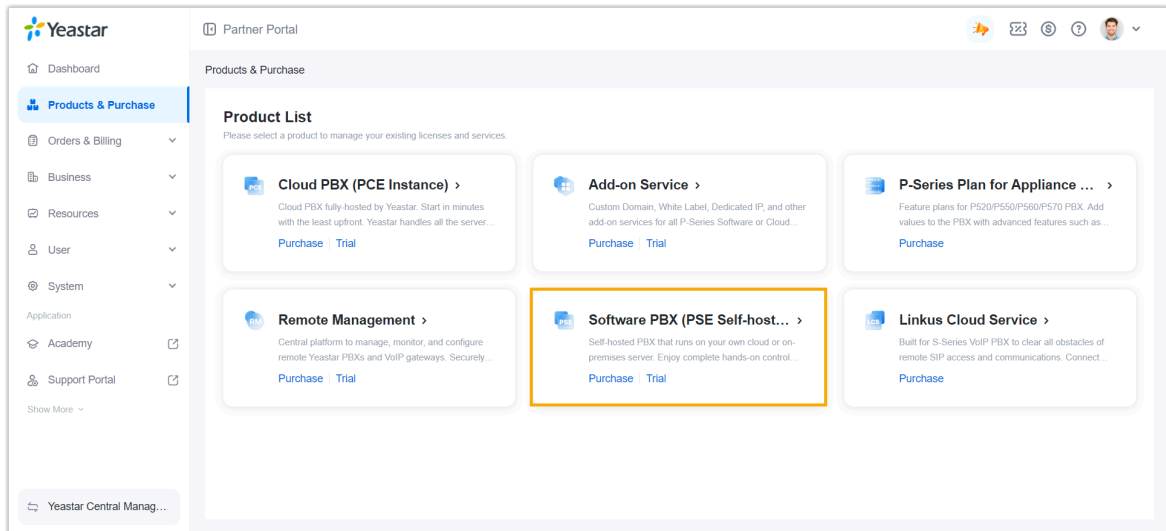 Yeastar
Partner Portal
Dashboard
Products & Purchase
Orders & Billing
Business
Resources
User
System
Application
Academy
Support Portal
Show More
Yeastar Central Manag...
Products & Purchase
Product List
Please select a product to manage your existing licenses and services.
PCE
Cloud PBX (PCE Instance)
Cloud PBX fully-hosted by Yeastar. Start in minutes
with the least upfront. Yeastar handles all the server...
Purchase Trial
Add-on Service
Custom Domain, White Label, Dedicated IP, and other
add-on services for all P-Series Software or Cloud...
Purchase Trial
P-Series Plan for Appliance ...
Feature plans for P520/P550/P560/P570 PBX. Add
values to the PBX with advanced features such as...
Purchase
RM
Remote Management
Central platform to manage, monitor, and configure
remote Yeastar PBXs and VoIP gateways. Securely...
Purchase Trial
PSE
Software PBX (PSE Self-host...
Self-hosted PBX that runs on your own cloud or on-
premises server. Enjoy complete hands-on control...
Purchase Trial
LCS
Linkus Cloud Service
Built for S-Series VoIP PBX to clear all obstacles of
remote SIP access and communications. Connect...
Purchase